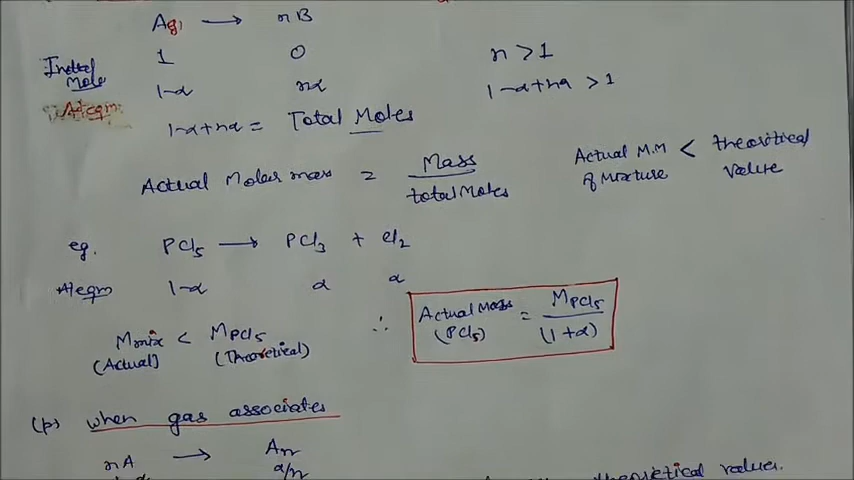 A(g) → nB
Initial Mole 1 0 n > 1
At eqm 1-α nα 1-α+nα > 1
1-α+nα = Total Moles
Actual Molar mass = Mass / total Moles
Actual M.M of Mixture < theoritical value
eg. PCl5 → PCl3 + Cl2
At eqm 1-α α α
Mmix (Actual) < MPCl5 (Theoretical)
∴ Actual Mass (PCl5) = MPCl5 / (1+α)
(b) when gas associates
nA → An
α/n
theoretical values.